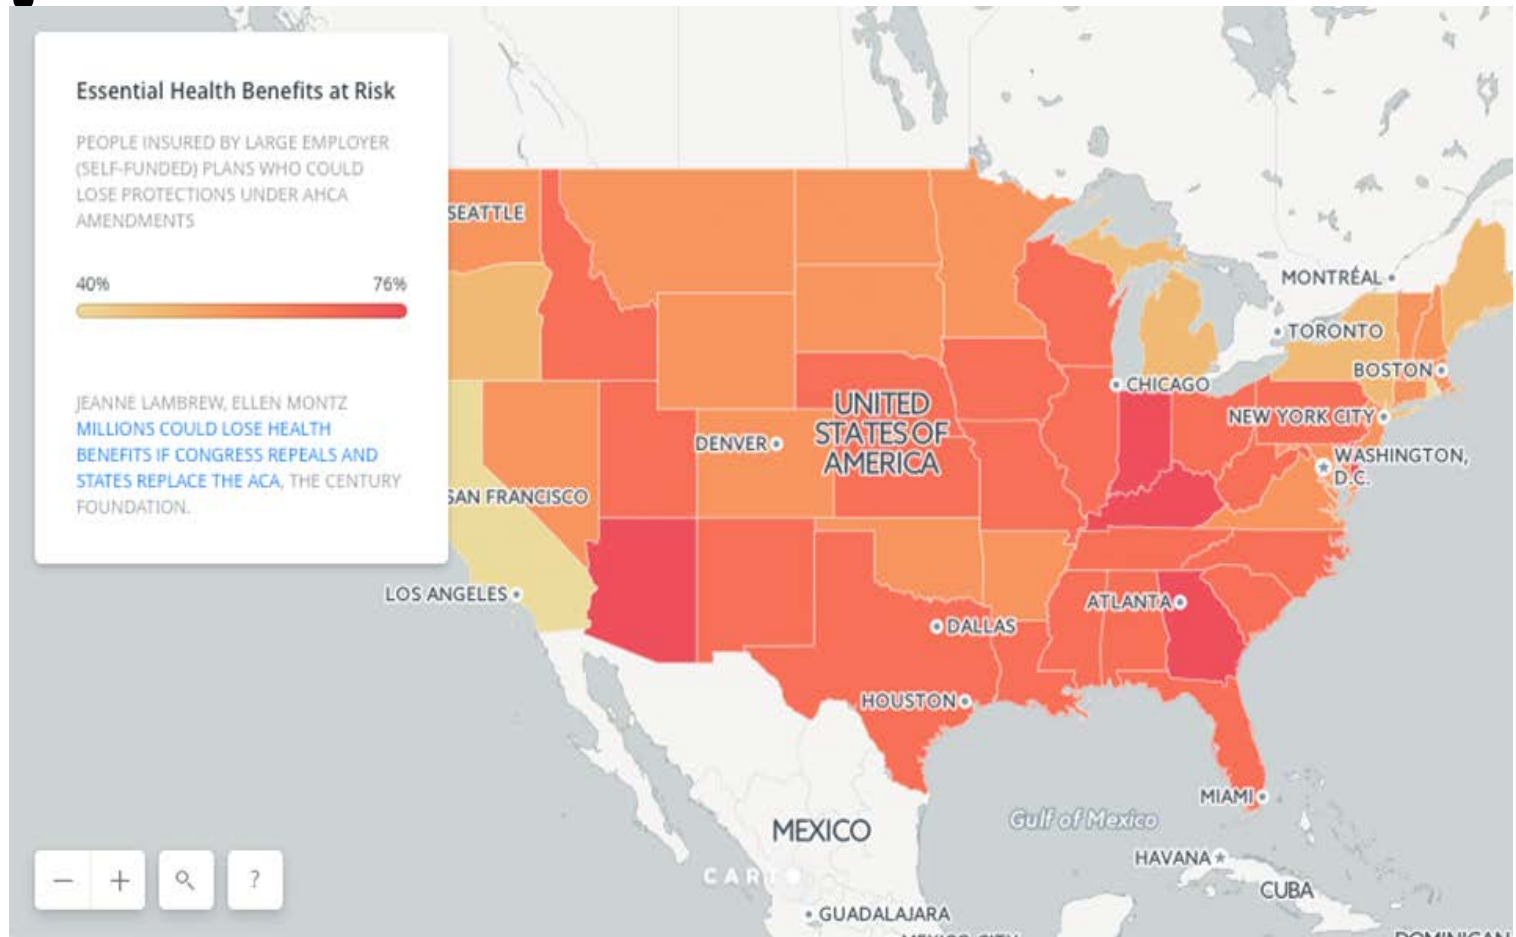 Essential Health Benefits at Risk
PEOPLE INSURED BY LARGE EMPLOYER
(SELF-FUNDED) PLANS WHO COULD
LOSE PROTECTIONS UNDER AHCA
AMENDMENTS
40% 76%
JEANNE LAMBREW, ELLEN MONTZ
MILLIONS COULD LOSE HEALTH
BENEFITS IF CONGRESS REPEALS AND
STATES REPLACE THE ACA, THE CENTURY
FOUNDATION.
SEATTLE
MONTRÉAL
TORONTO
BOSTON
CHICAGO
UNITED
STATES OF
AMERICA
NEW YORK CITY
DENVER
WASHINGTON,
D.C.
SAN FRANCISCO
LOS ANGELES
ATLANTA
DALLAS
HOUSTON
MIAMI
Gulf of Mexico
MEXICO
HAVANA
CUBA
GUADALAJARA
MEXICO CITY
− + ?